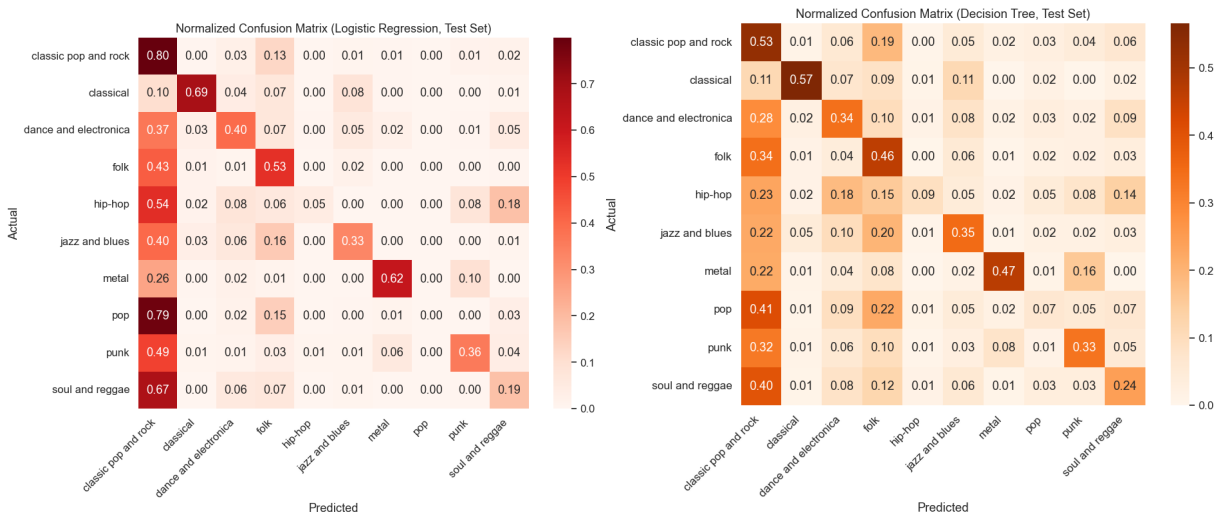 Normalized Confusion Matrix (Logistic Regression, Test Set)
classic pop and rock 0.80 0.00 0.03 0.13 0.00 0.01 0.00 0.00 0.01 0.02
classical 0.10 0.69 0.04 0.07 0.00 0.08 0.00 0.00 0.00 0.01
dance and electronica 0.37 0.03 0.40 0.07 0.00 0.05 0.02 0.00 0.01 0.05
folk 0.43 0.01 0.01 0.53 0.00 0.02 0.00 0.00 0.00 0.00
hip-hop 0.54 0.02 0.08 0.06 0.05 0.00 0.00 0.00 0.08 0.18
jazz and blues 0.40 0.03 0.06 0.16 0.00 0.33 0.00 0.00 0.00 0.01
metal 0.26 0.00 0.02 0.01 0.00 0.00 0.62 0.00 0.10 0.00
pop 0.79 0.00 0.02 0.15 0.00 0.00 0.01 0.00 0.00 0.03
punk 0.49 0.01 0.01 0.03 0.01 0.01 0.06 0.00 0.36 0.04
soul and reggae 0.67 0.00 0.06 0.07 0.00 0.01 0.00 0.00 0.00 0.19
classic pop and rock
classical
dance and electronica
folk
hip-hop
jazz and blues
metal
pop
punk
soul and reggae
Predicted
Actual
0.7
0.6
0.5
0.4
0.3
0.2
0.1
0.0
Normalized Confusion Matrix (Decision Tree, Test Set)
classic pop and rock 0.53 0.01 0.06 0.19 0.00 0.05 0.02 0.03 0.04 0.06
classical 0.11 0.57 0.07 0.09 0.01 0.11 0.00 0.02 0.00 0.02
dance and electronica 0.28 0.02 0.34 0.10 0.01 0.08 0.02 0.03 0.02 0.09
folk 0.34 0.01 0.04 0.46 0.00 0.06 0.01 0.02 0.02 0.03
hip-hop 0.23 0.02 0.18 0.15 0.09 0.05 0.02 0.05 0.08 0.14
jazz and blues 0.22 0.05 0.10 0.20 0.01 0.35 0.01 0.02 0.02 0.03
metal 0.22 0.01 0.04 0.08 0.00 0.02 0.47 0.01 0.16 0.00
pop 0.41 0.01 0.09 0.22 0.01 0.05 0.02 0.07 0.05 0.07
punk 0.32 0.01 0.06 0.10 0.01 0.03 0.08 0.01 0.33 0.05
soul and reggae 0.40 0.01 0.08 0.12 0.01 0.06 0.01 0.03 0.03 0.24
classic pop and rock
classical
dance and electronica
folk
hip-hop
jazz and blues
metal
pop
punk
soul and reggae
Predicted
Actual
0.5
0.4
0.3
0.2
0.1
0.0